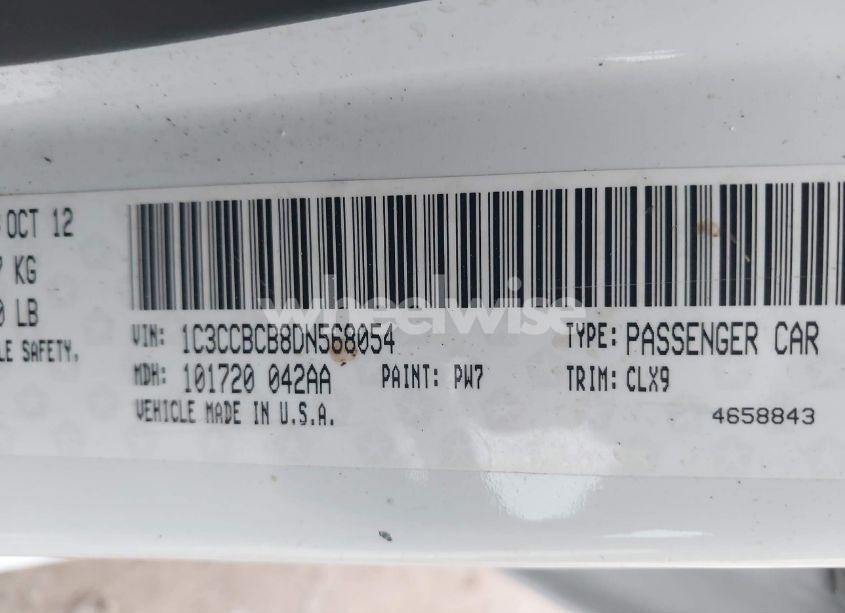 OCT 12
KG
LB
LE SAFETY.
wheelwise
VIN: 1C3CCBCB8DN568054 TYPE: PASSENGER CAR
MDH: 101720 042AA PAINT: PW7 TRIM: CLX9
VEHICLE MADE IN U.S.A. 4658843